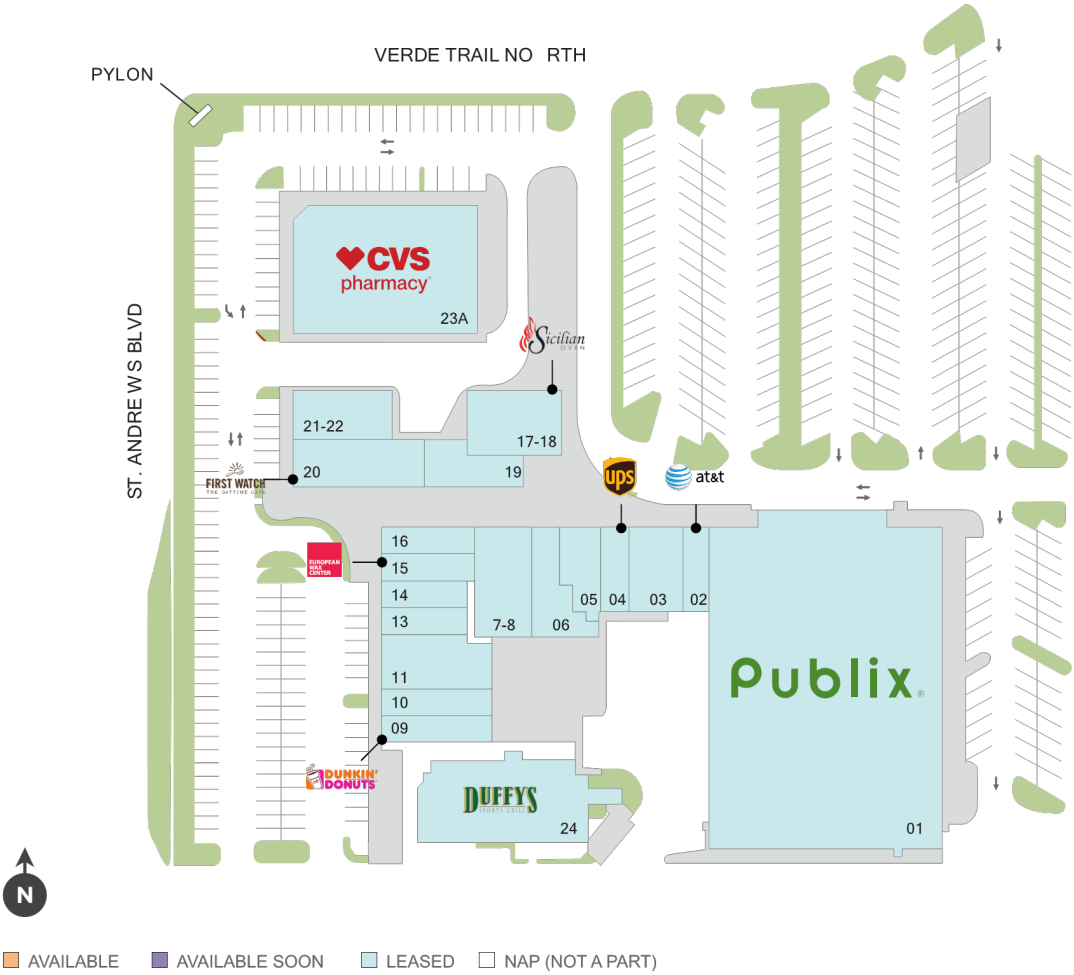 VERDE TRAIL NO RTH
PYLON
ST. ANDREWS BLVD
CVS
pharmacy
23A
Sicilian
OVEN
21-22
17-18
20
19
FIRST WATCH
THE DAYTIME CAFE
ups
at&t
16
EUROPEAN
WAX
CENTER
15
14
13
7-8
06
05
04
03
02
11
10
09
Publix
DUNKIN'
DONUTS
DUFFYS
SPORTS GRILL
24
01
N
AVAILABLE
AVAILABLE SOON
LEASED
NAP (NOT A PART)